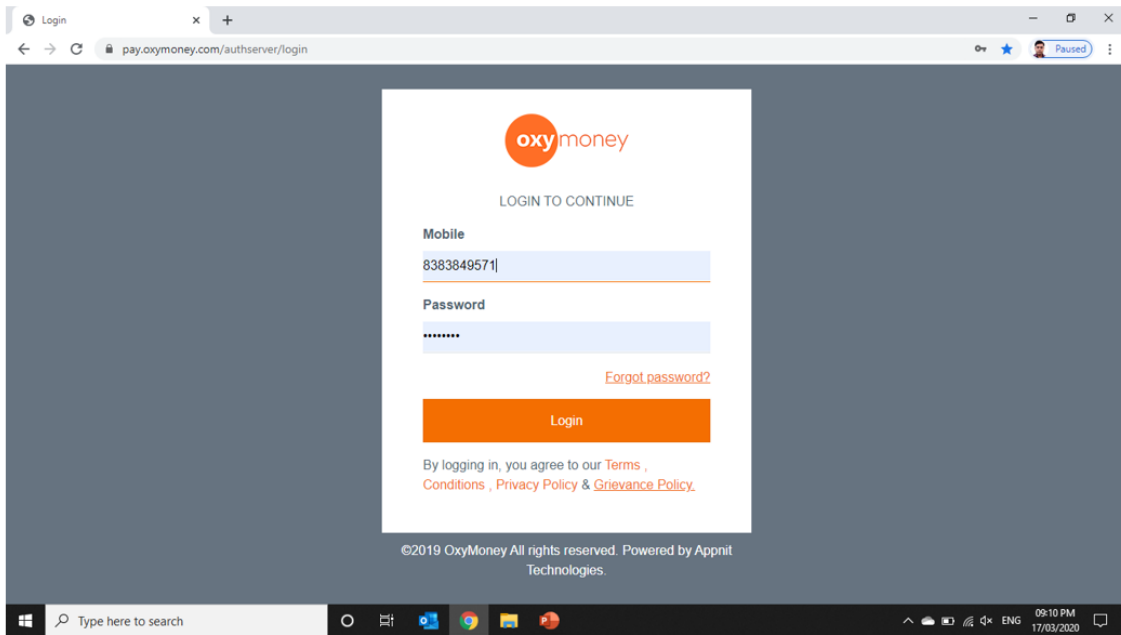 Login
pay.oxymoney.com/authserver/login
Paused
oxymoney
LOGIN TO CONTINUE
Mobile
8383849571
Password
••••••••
Forgot password?
Login
By logging in, you agree to our Terms ,
Conditions , Privacy Policy & Grievance Policy.
©2019 OxyMoney All rights reserved. Powered by Appnit
Technologies.
Type here to search
ENG
09:10 PM
17/03/2020